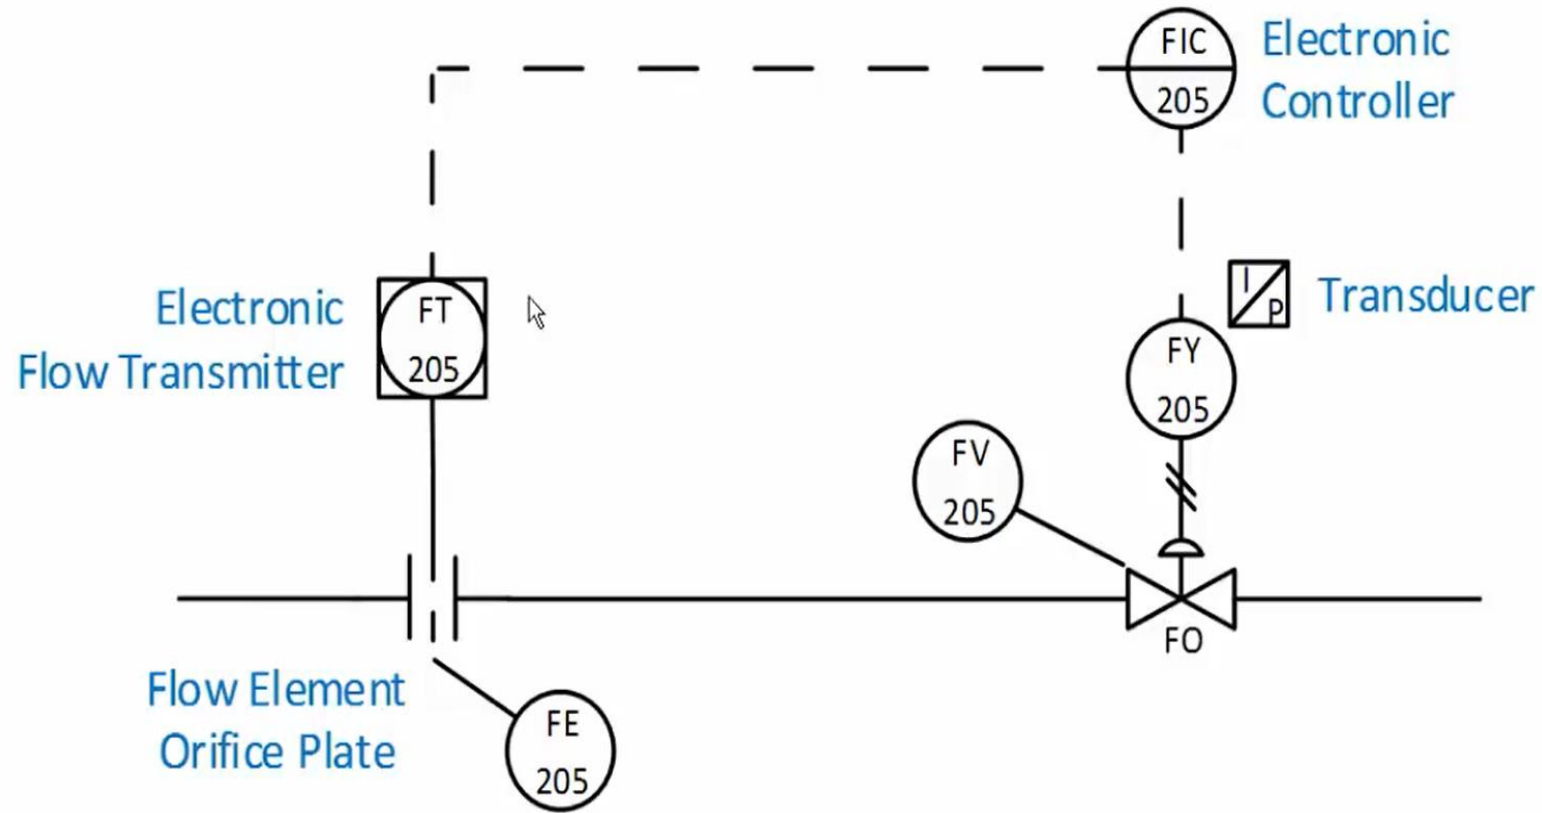 FIC
205
Electronic
Controller
I
P
Transducer
Electronic
Flow Transmitter
FT
205
FY
205
FV
205
FO
Flow Element
Orifice Plate
FE
205